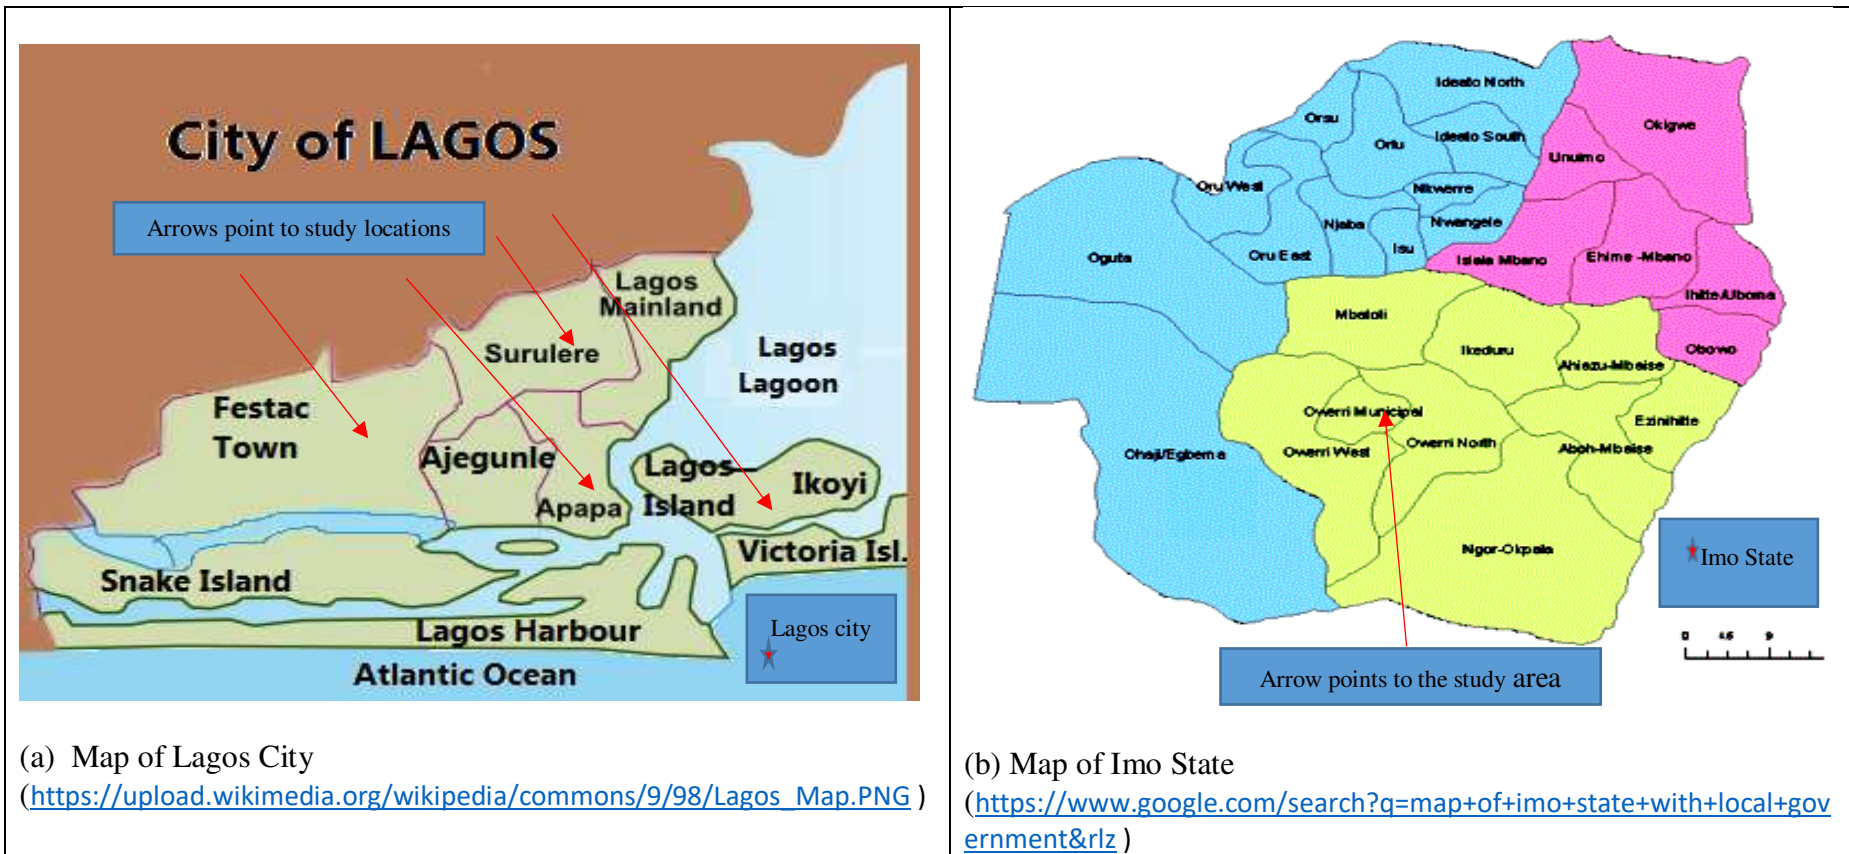 City of LAGOS
Arrows point to study locations
Lagos
Mainland
Surulere
Lagos
Lagoon
Festac
Town
Ajegunle
Apapa
Lagos
Island
Ikoyi
Victoria Isl.
Snake Island
Lagos Harbour
Atlantic Ocean
Lagos city
(a) Map of Lagos City
(https://upload.wikimedia.org/wikipedia/commons/9/98/Lagos_Map.PNG )
Ideato North
Orsu
Orlu
Ideato South
Okigwe
Unuimo
Oru West
Nkwerre
Njaba
Nwangele
Isu
Oguta
Oru East
Isiala Mbano
Ehime -Mbano
Ihitte/Uboma
Mbatoli
Ikeduru
Obowo
Ahiazu-Mbaise
Owerri Municipal
Ezinihitte
Ohaji/Egbema
Owerri West
Owerri North
Aboh-Mbaise
Ngor-Okpala
Imo State
0 4.5 9
Arrow points to the study area
(b) Map of Imo State
(https://www.google.com/search?q=map+of+imo+state+with+local+gov
ernment&rlz )